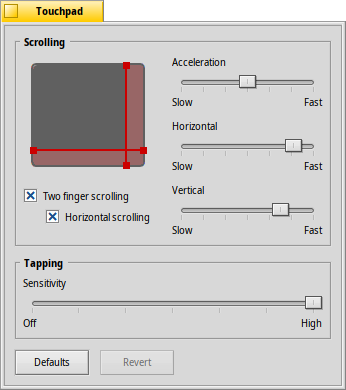 Touchpad
Scrolling
Acceleration
Slow Fast
Horizontal
Slow Fast
Two finger scrolling
Horizontal scrolling
Vertical
Slow Fast
Tapping
Sensitivity
Off High
Defaults Revert